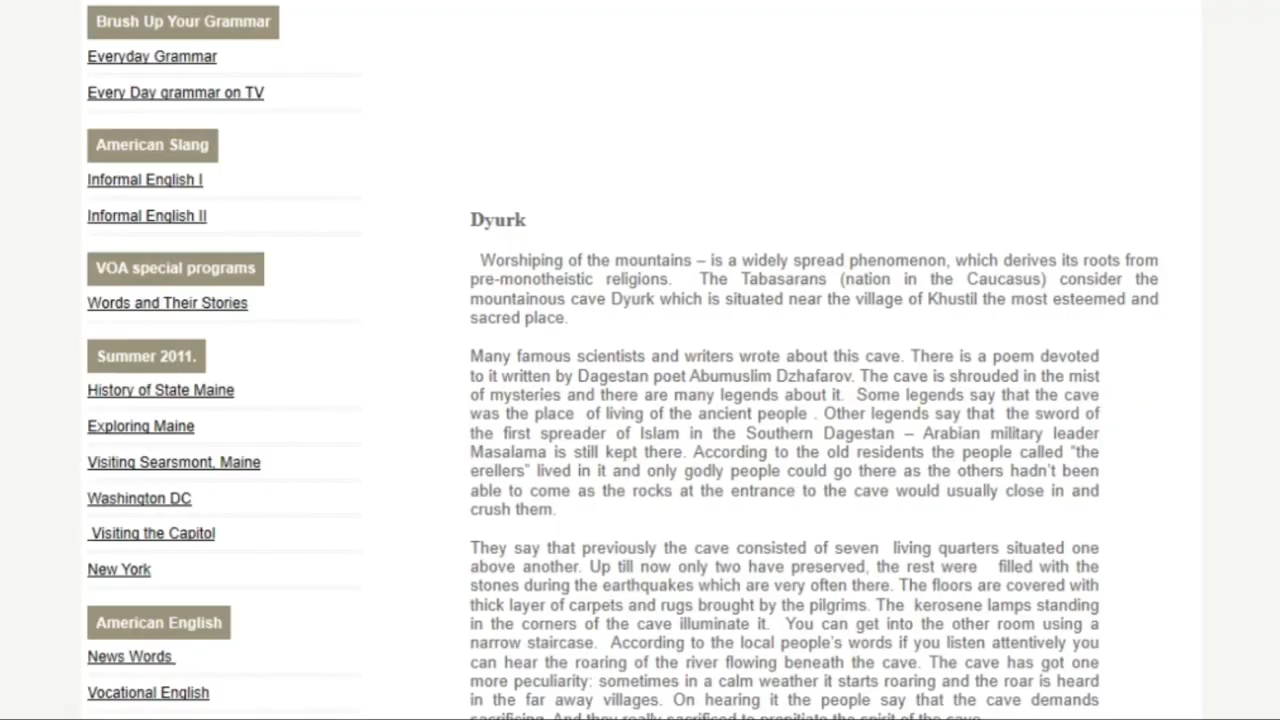 Brush Up Your Grammar
Everyday Grammar
Every Day grammar on TV
American Slang
Informal English I
Informal English II
VOA special programs
Words and Their Stories
Summer 2011.
History of State Maine
Exploring Maine
Visiting Searsmont, Maine
Washington DC
Visiting the Capitol
New York
American English
News Words
Vocational English
Dyurk
Worshiping of the mountains – is a widely spread phenomenon, which derives its roots from
pre-monotheistic religions. The Tabasarans (nation in the Caucasus) consider the
mountainous cave Dyurk which is situated near the village of Khustil the most esteemed and
sacred place.
Many famous scientists and writers wrote about this cave. There is a poem devoted
to it written by Dagestan poet Abumuslim Dzhafarov. The cave is shrouded in the mist
of mysteries and there are many legends about it. Some legends say that the cave
was the place of living of the ancient people . Other legends say that the sword of
the first spreader of Islam in the Southern Dagestan – Arabian military leader
Masalama is still kept there. According to the old residents the people called “the
erellers” lived in it and only godly people could go there as the others hadn’t been
able to come as the rocks at the entrance to the cave would usually close in and
crush them.
They say that previously the cave consisted of seven living quarters situated one
above another. Up till now only two have preserved, the rest were filled with the
stones during the earthquakes which are very often there. The floors are covered with
thick layer of carpets and rugs brought by the pilgrims. The kerosene lamps standing
in the corners of the cave illuminate it. You can get into the other room using a
narrow staircase. According to the local people’s words if you listen attentively you
can hear the roaring of the river flowing beneath the cave. The cave has got one
more peculiarity: sometimes in a calm weather it starts roaring and the roar is heard
in the far away villages. On hearing it the people say that the cave demands
sacrificing. And they really sacrificed to propitiate the spirit of the cave.